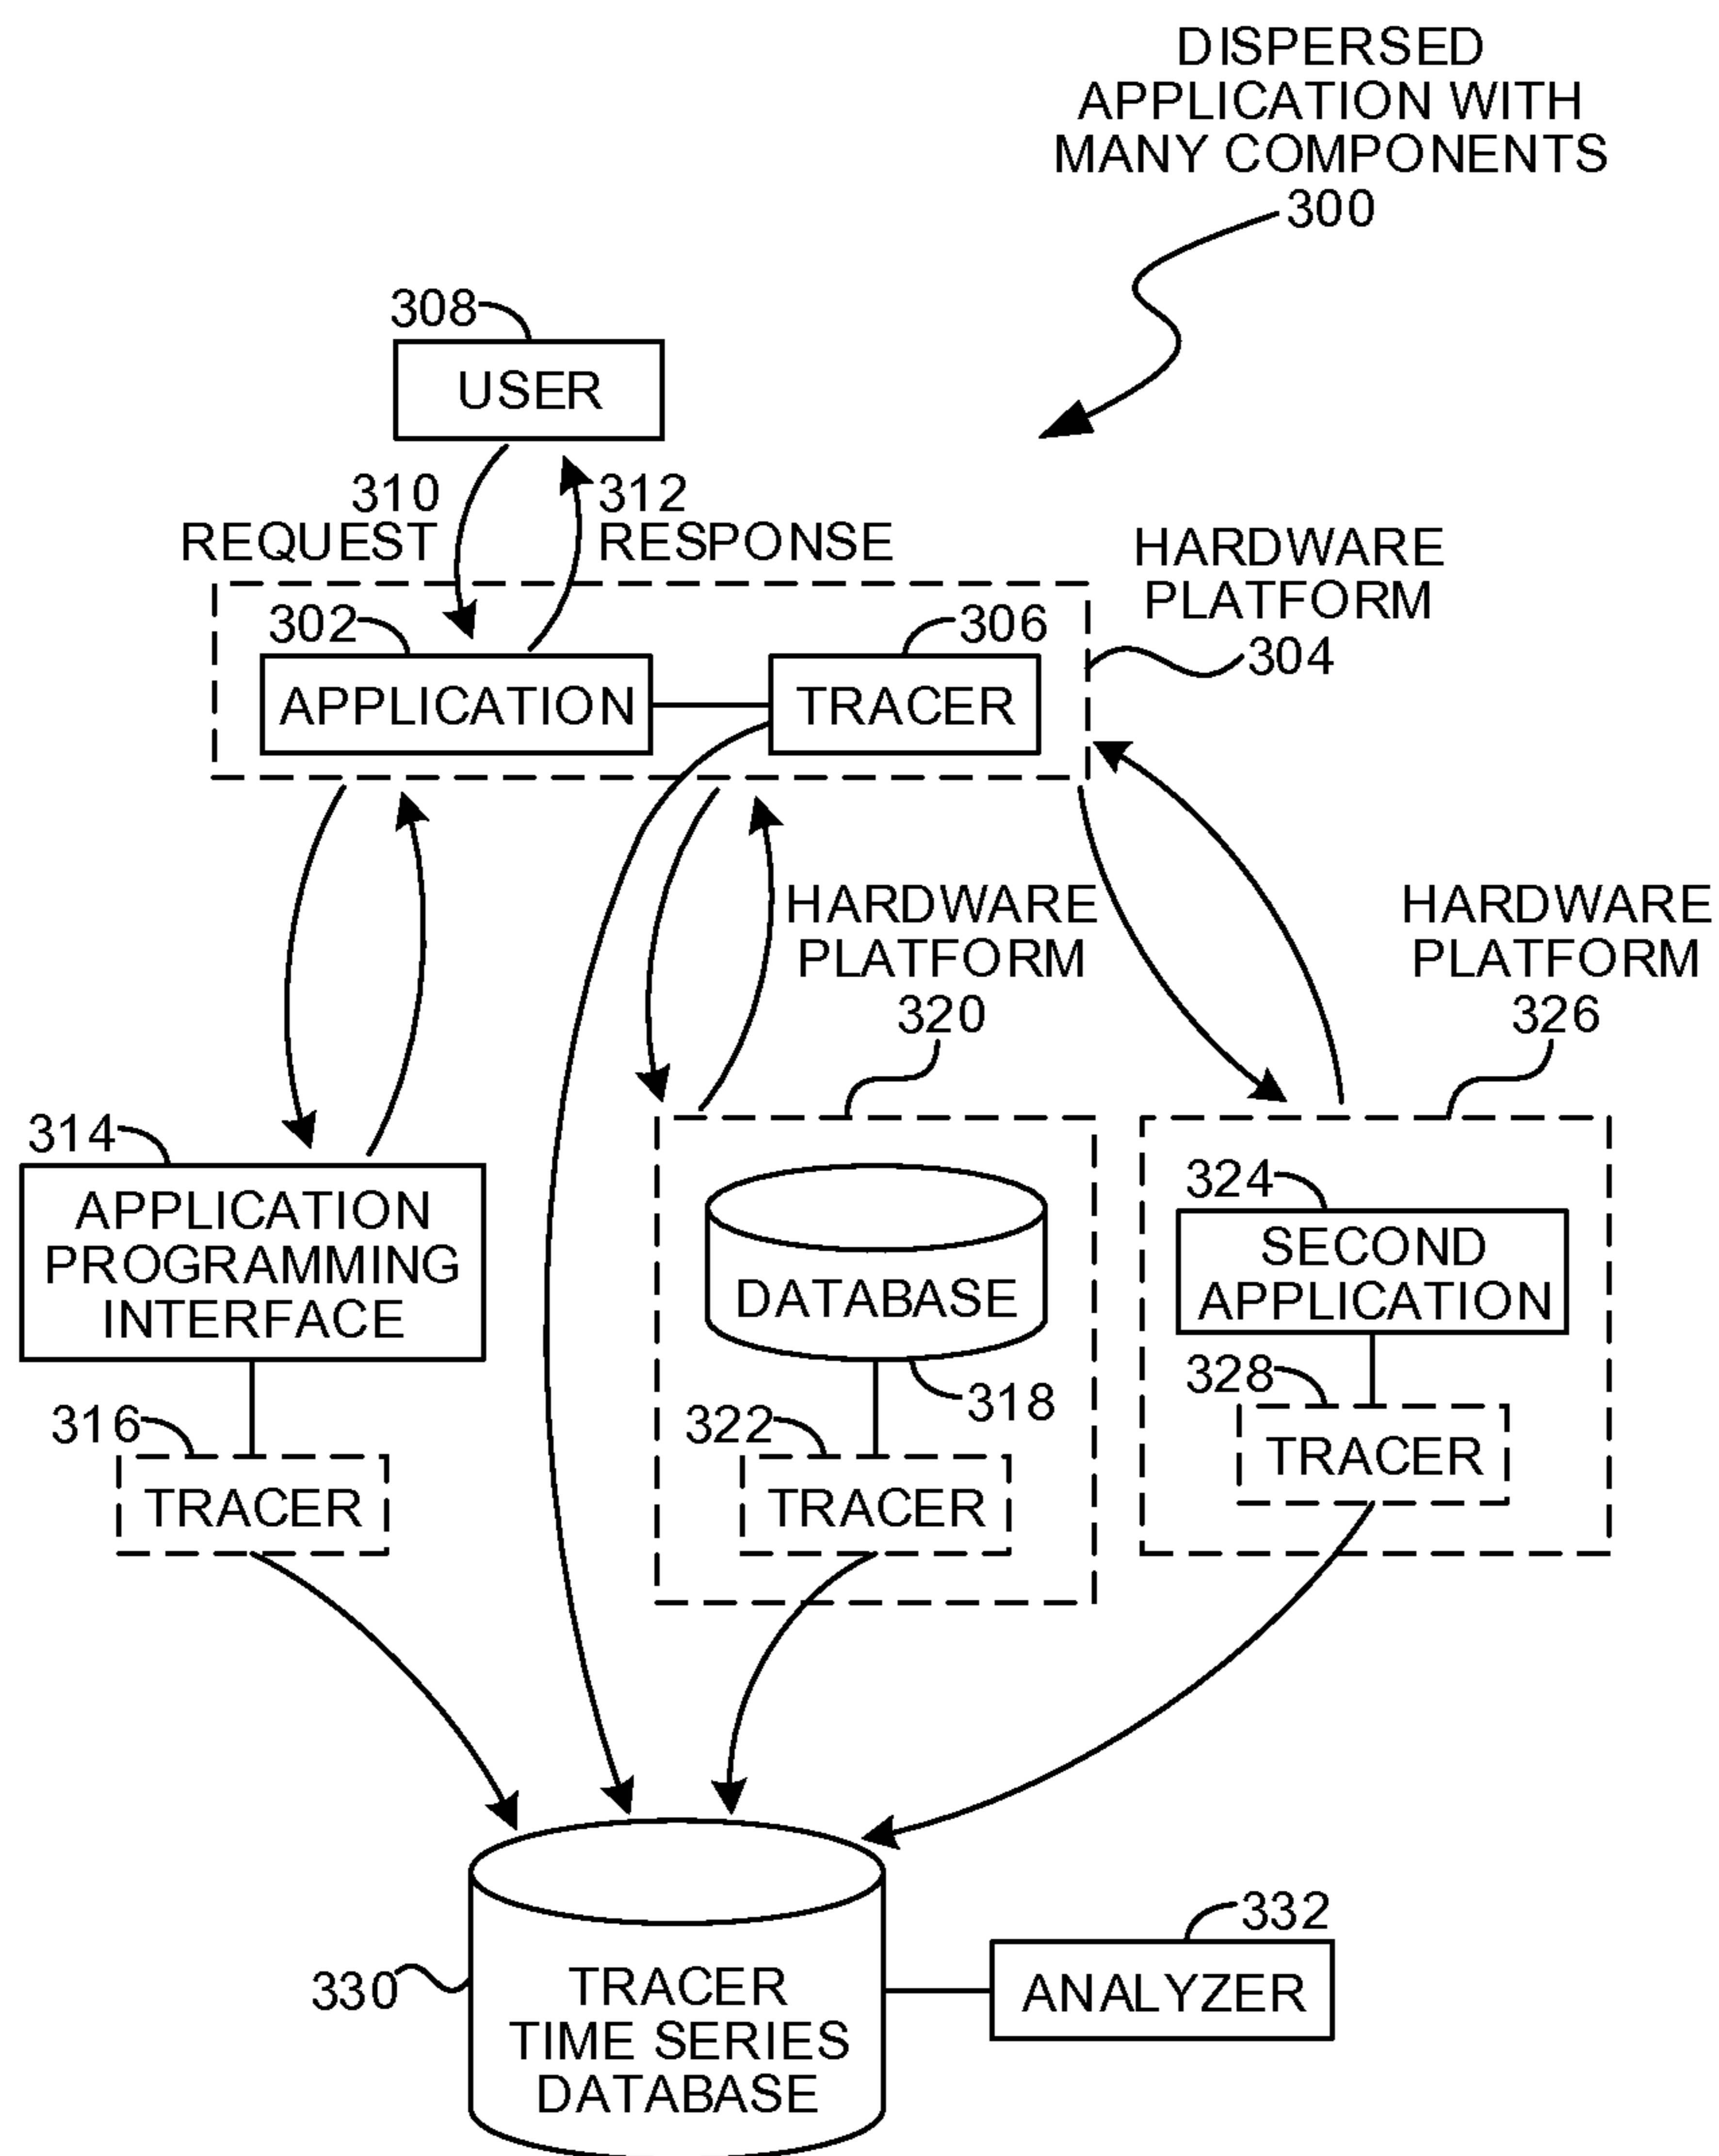 DISPERSED
APPLICATION WITH
MANY COMPONENTS
300
308
USER
310
REQUEST
312
RESPONSE
HARDWARE
PLATFORM
304
302
APPLICATION
306
TRACER
HARDWARE
PLATFORM
320
HARDWARE
PLATFORM
326
314
APPLICATION
PROGRAMMING
INTERFACE
316
TRACER
DATABASE
318
322
TRACER
324
SECOND
APPLICATION
328
TRACER
330
TRACER
TIME SERIES
DATABASE
332
ANALYZER